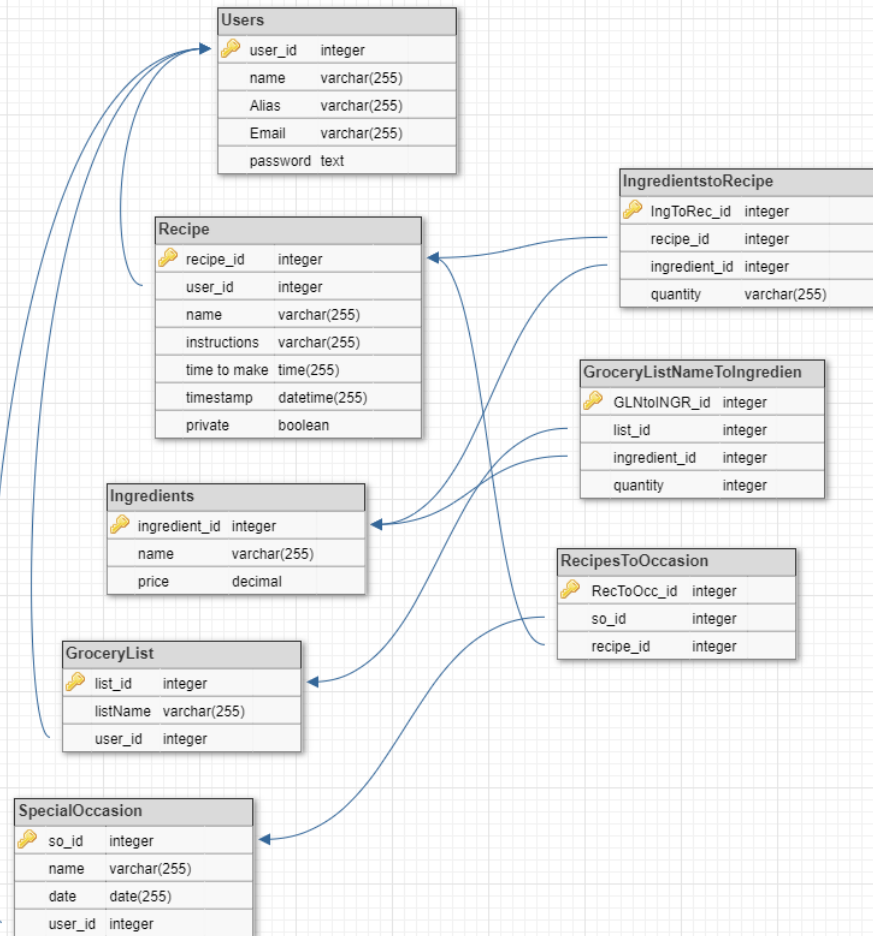 Users
user_id integer
name varchar(255)
Alias varchar(255)
Email varchar(255)
password text
Recipe
recipe_id integer
user_id integer
name varchar(255)
instructions varchar(255)
time to make time(255)
timestamp datetime(255)
private boolean
Ingredients
ingredient_id integer
name varchar(255)
price decimal
GroceryList
list_id integer
listName varchar(255)
user_id integer
SpecialOccasion
so_id integer
name varchar(255)
date date(255)
user_id integer
IngredientstoRecipe
IngToRec_id integer
recipe_id integer
ingredient_id integer
quantity varchar(255)
GroceryListNameToIngredien
GLNtoINGR_id integer
list_id integer
ingredient_id integer
quantity integer
RecipesToOccasion
RecToOcc_id integer
so_id integer
recipe_id integer